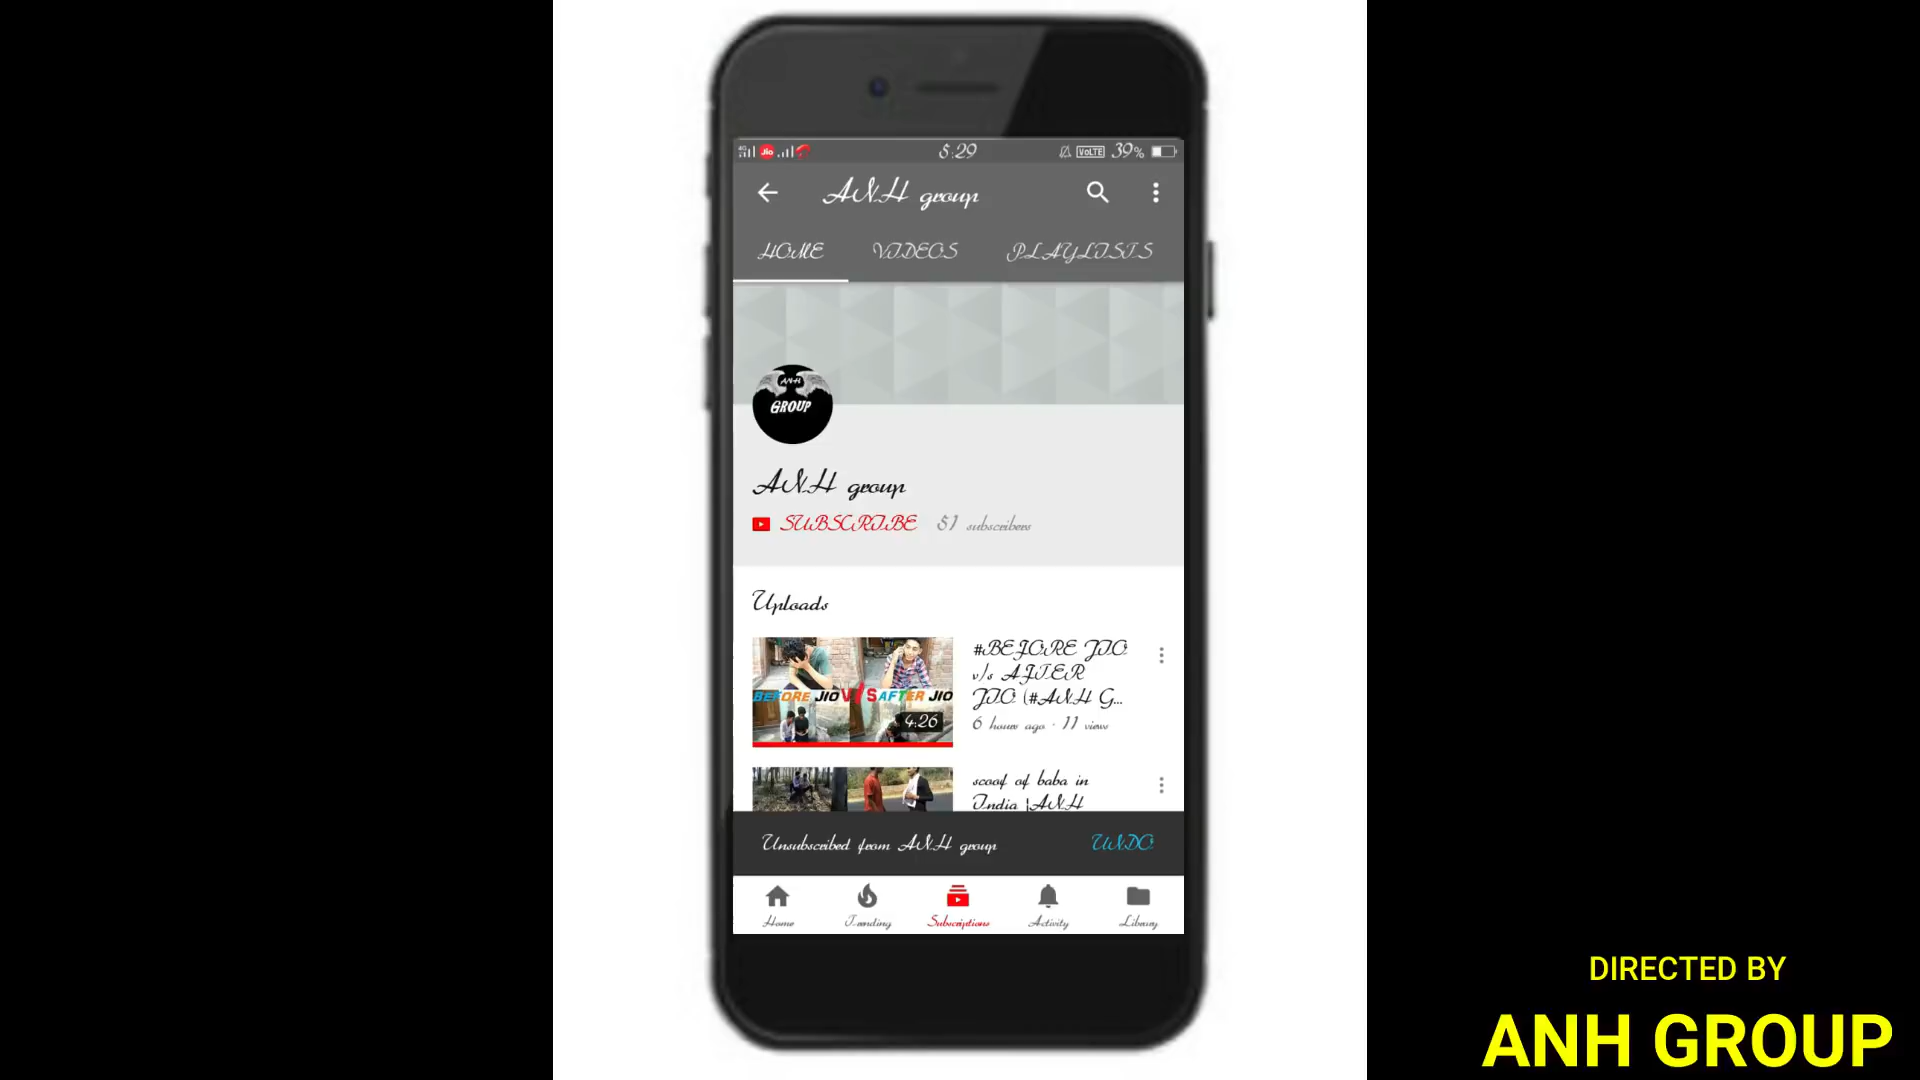 Jio 5:29 VoLTE 39%
ANH group
HOME VIDEOS PLAYLISTS
ANH
GROUP
ANH group
SUBSCRIBE 51 subscribers
Uploads
#BEFORE JIO
v/s AFTER
JIO (#ANH G...
6 hours ago · 11 views
BEFORE JIO V/S AFTER JIO
4:26
scoof of baba in
India |ANH
Unsubscribed from ANH group UNDO
Home Trending Subscriptions Activity Library
DIRECTED BY
ANH GROUP